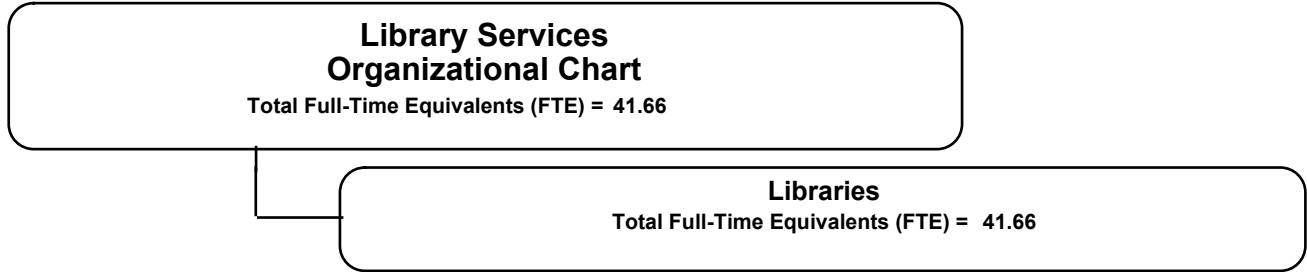 Library Services
Organizational Chart
Total Full-Time Equivalents (FTE) = 41.66
Libraries
Total Full-Time Equivalents (FTE) = 41.66